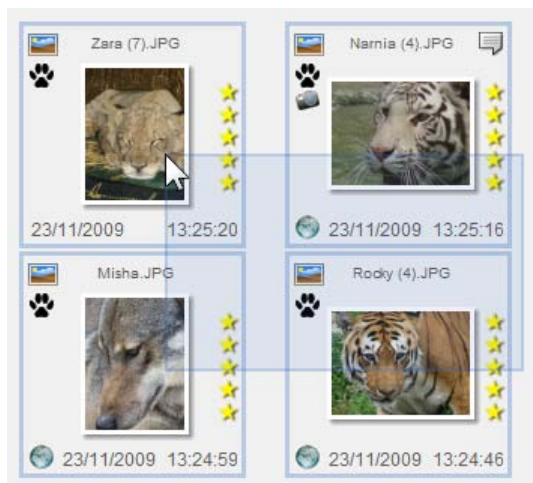 Zara (7).JPG
Narnia (4).JPG
23/11/2009 13:25:20
23/11/2009 13:25:16
Misha.JPG
Rocky (4).JPG
23/11/2009 13:24:59
23/11/2009 13:24:46